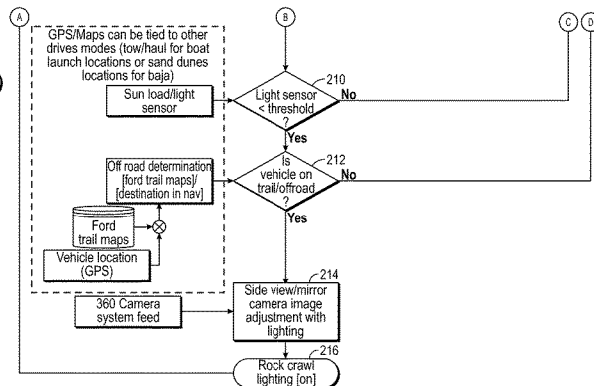 A
B
C
D
GPS/Maps can be tied to other
drives modes (tow/haul for boat
launch locations or sand dunes
locations for baja)
Sun load/light
sensor
210
Light sensor
< threshold
?
No
Yes
Off road determination
[ford trail maps]/
[destination in nav]
212
Is
vehicle on
trail/offroad
?
No
Yes
Ford
trail maps
Vehicle location
(GPS)
360 Camera
system feed
214
Side view/mirror
camera image
adjustment with
lighting
216
Rock crawl
lighting [on]